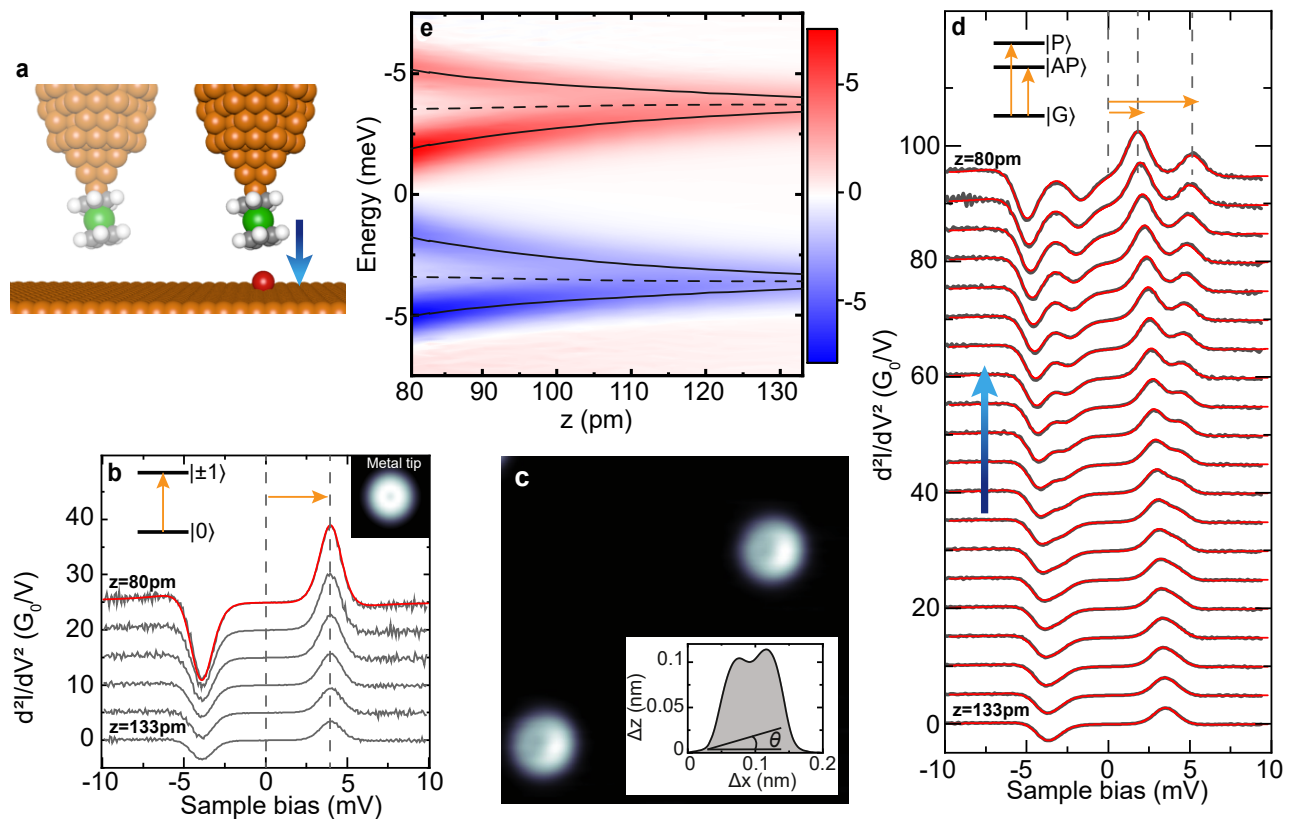 a
e
Energy (meV)
-5
0
-5
80
90
100
110
120
130
z (pm)
-5
-0
-5
d
|P⟩
|AP⟩
|G⟩
z=80pm
z=133pm
d²I/dV² (G₀/V)
100
80
60
40
20
0
-10
-5
0
5
10
Sample bias (mV)
b
|±1⟩
|0⟩
Metal tip
z=80pm
z=133pm
d²I/dV² (G₀/V)
40
30
20
10
0
-10
-5
0
5
10
Sample bias (mV)
c
Δz (nm)
0.1
0.05
0
θ
0
0.1
0.2
Δx (nm)